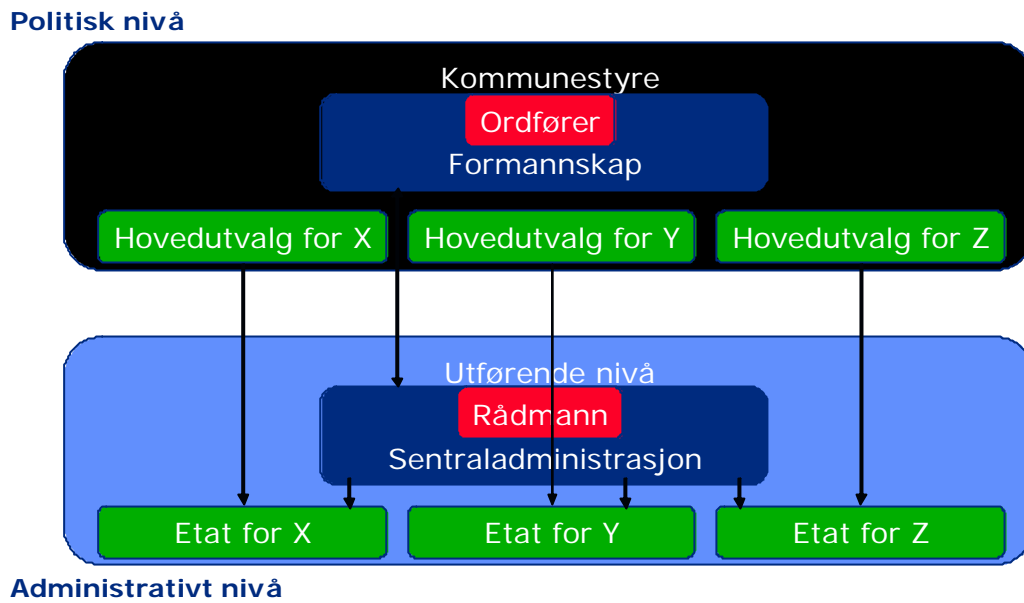 Politisk nivå
Kommunestyre
Ordfører
Formannskap
Hovedutvalg for X
Hovedutvalg for Y
Hovedutvalg for Z
Utførende nivå
Rådmann
Sentraladministrasjon
Etat for X
Etat for Y
Etat for Z
Administrativt nivå